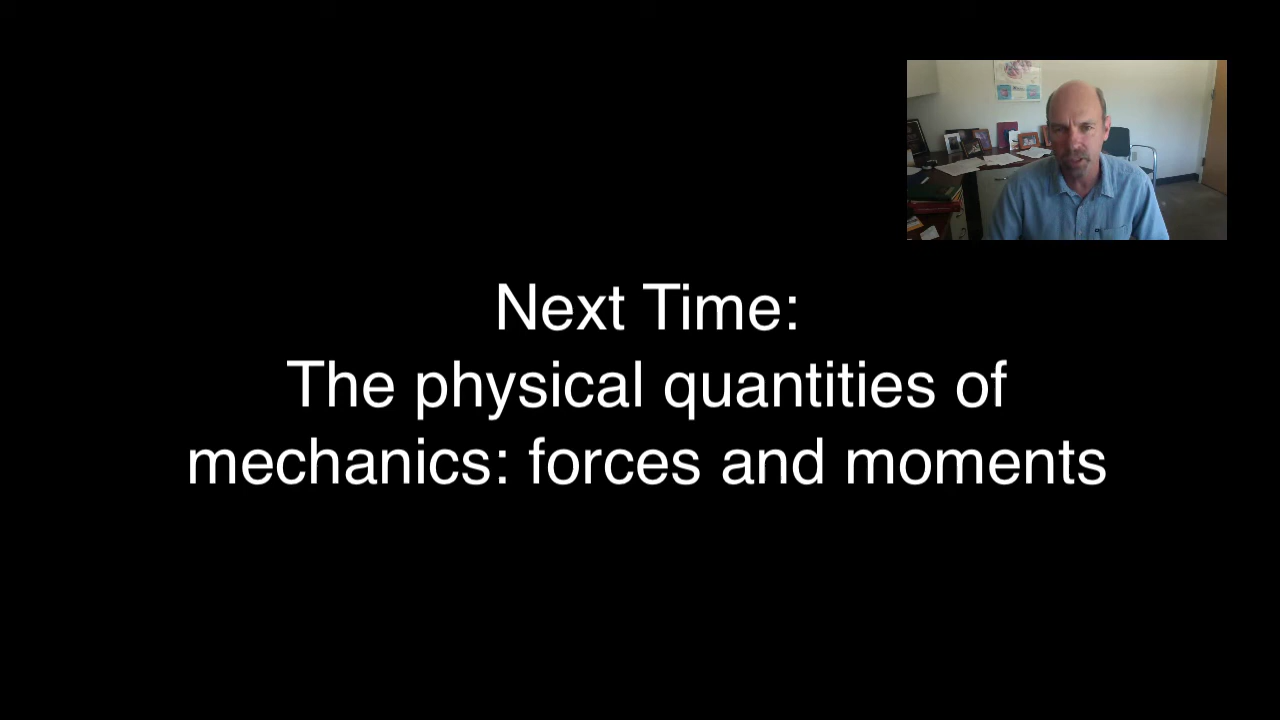 Next Time:
The physical quantities of
mechanics: forces and moments